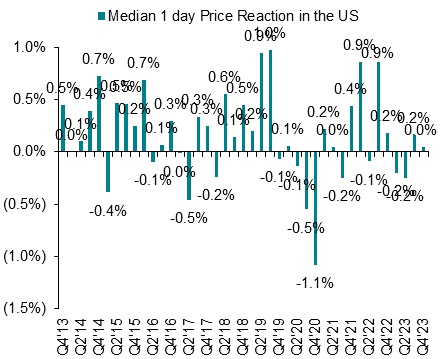 Median 1 day Price Reaction in the US
1.0%
0.5%
0.0%
(0.5%)
(1.0%)
(1.5%)
0.5%
0.0%
0.1%
0.4%
0.7%
-0.4%
0.5%
0.5%
0.2%
0.7%
-0.1%
0.1%
0.3%
0.0%
-0.5%
0.3%
0.3%
-0.2%
0.6%
0.1%
0.5%
0.2%
0.9%
1.0%
-0.1%
0.1%
-0.1%
-0.5%
-1.1%
0.2%
0.0%
-0.2%
0.4%
0.9%
-0.1%
0.9%
0.2%
-0.2%
-0.2%
0.2%
0.0%
Q4'13
Q2'14
Q4'14
Q2'15
Q4'15
Q2'16
Q4'16
Q2'17
Q4'17
Q2'18
Q4'18
Q2'19
Q4'19
Q2'20
Q4'20
Q2'21
Q4'21
Q2'22
Q4'22
Q2'23
Q4'23